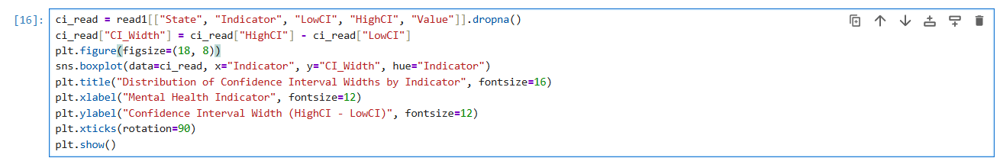 [16]: ci_read = read1[["State", "Indicator", "LowCI", "HighCI", "Value"]].dropna()
ci_read["CI_Width"] = ci_read["HighCI"] - ci_read["LowCI"]
plt.figure(figsize=(18, 8))
sns.boxplot(data=ci_read, x="Indicator", y="CI_Width", hue="Indicator")
plt.title("Distribution of Confidence Interval Widths by Indicator", fontsize=16)
plt.xlabel("Mental Health Indicator", fontsize=12)
plt.ylabel("Confidence Interval Width (HighCI - LowCI)", fontsize=12)
plt.xticks(rotation=90)
plt.show()